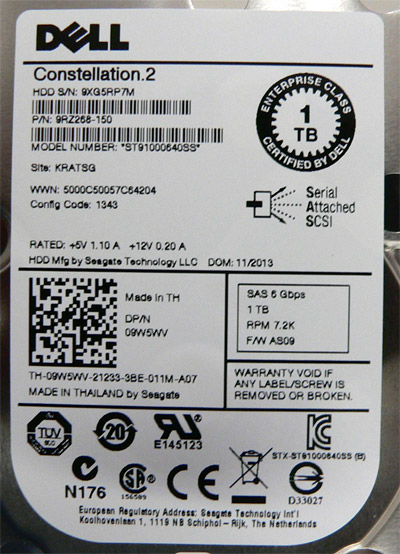 DELL
Constellation.2
HDD S/N: 9XG5RP7M
P/N: 9RZ268-150
MODEL NUMBER: "ST91000640SS"
Site: KRATSG
WWN: 5000C50057C64204
Config Code: 1343
ENTERPRISE CLASS
1
TB
CERTIFIED BY DELL
Serial
Attached
SCSI
RATED: +5V 1.10 A +12V 0.20 A
HDD Mfg by Seagate Technology LLC DOM: 11/2013
Made in TH
DP/N
09W5WV
SAS 6 Gbps
1 TB
RPM 7.2K
F/W AS09
TH-09W5WV-21233-3BE-011M-A07
MADE IN THAILAND by Seagate
WARRANTY VOID IF
ANY LABEL/SCREW IS
REMOVED OR BROKEN.
TUV
20
E145123
STX-ST91000640SS (B)
N176
156589
CE
D33027
European Regulatory Address: Seagate Technology Int'l
Koolhovenlaan 1, 1119 NB Schiphol - Rijk, The Netherlands